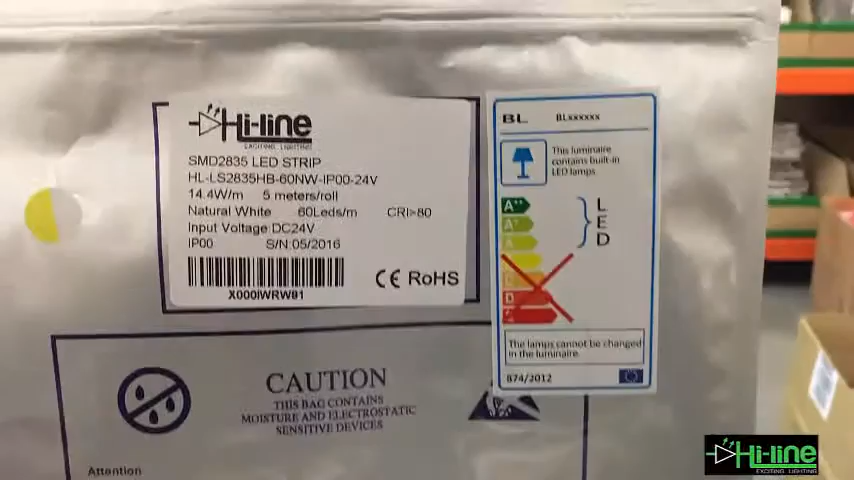 Hi-line
EXCITING LIGHTING
SMD2835 LED STRIP
HL-LS2835HB-60NW-IP00-24V
14.4W/m 5 meters/roll
Natural White 60Leds/m CRI>80
Input Voltage:DC24V
IP00 S/N:05/2016
X000IWRW91
CE RoHS
BL BLxxxxxx
This luminaire
contains built-in
LED lamps.
A++
A+
A
L
E
D
D
The lamps cannot be changed
in the luminaire.
874/2012
CAUTION
THIS BAG CONTAINS
MOISTURE AND ELECTROSTATIC
SENSITIVE DEVICES
Attention
Hi-line
EXCITING LIGHTING